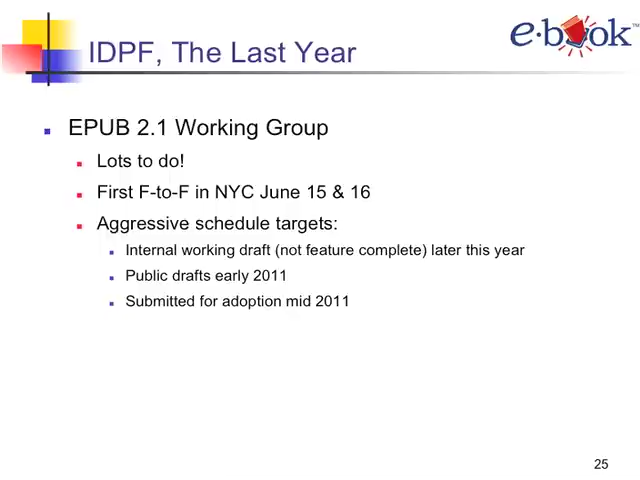 IDPF, The Last Year
e·book™
EPUB 2.1 Working Group
Lots to do!
First F-to-F in NYC June 15 & 16
Aggressive schedule targets:
Internal working draft (not feature complete) later this year
Public drafts early 2011
Submitted for adoption mid 2011
25